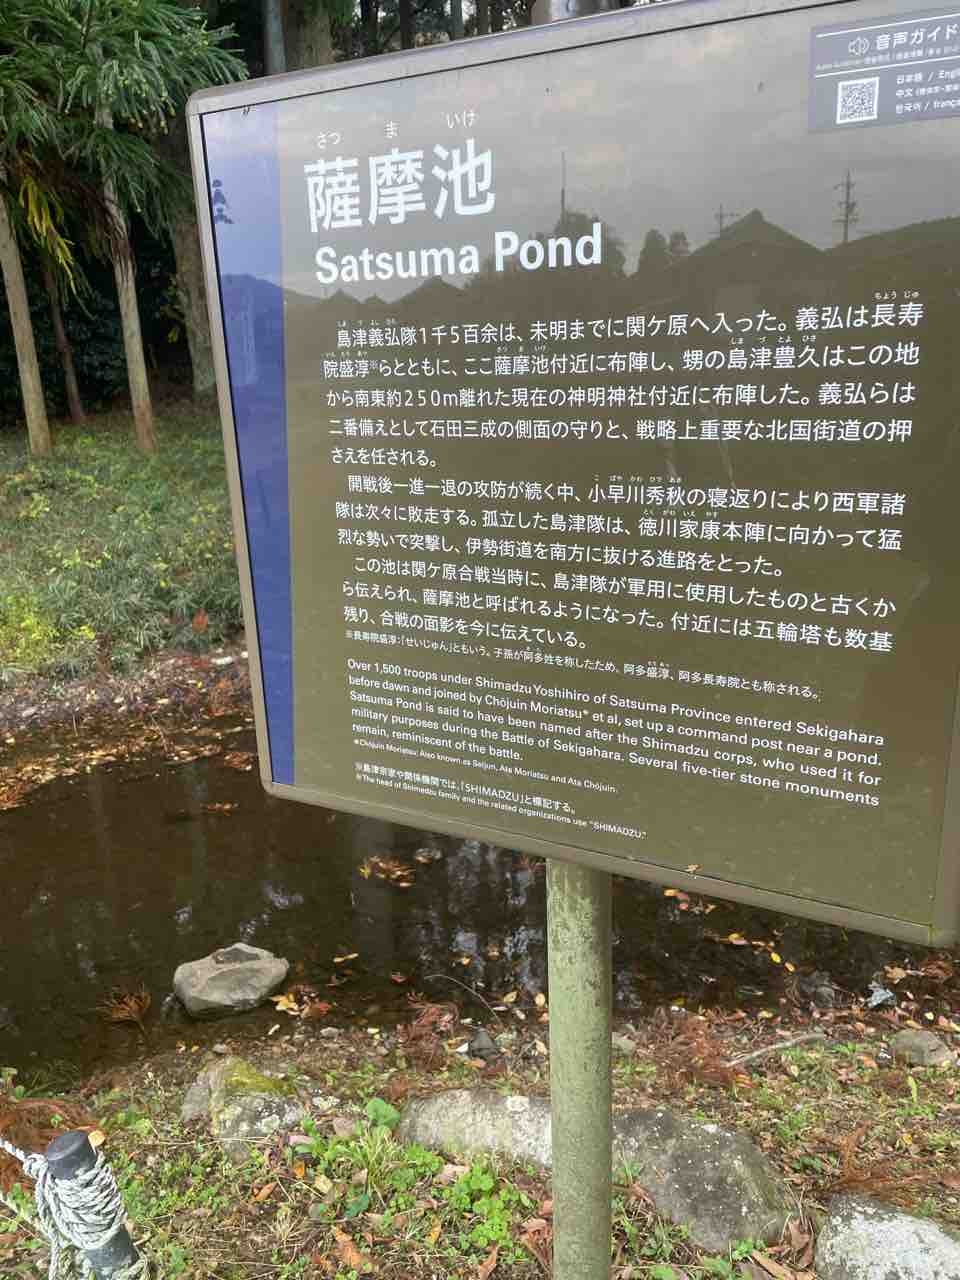 音声ガイド
日本語 / Engl
中文
한국어 / frança
さつ ま いけ
薩摩池
Satsuma Pond
島津義弘隊1千5百余は、未明までに関ケ原へ入った。義弘は長寿
院盛淳※らとともに、ここ薩摩池付近に布陣し、甥の島津豊久はこの地
から南東約250m離れた現在の神明神社付近に布陣した。義弘らは
二番備えとして石田三成の側面の守りと、戦略上重要な北国街道の押
さえを任される。
開戦後一進一退の攻防が続く中、小早川秀秋の寝返りにより西軍諸
隊は次々に敗走する。孤立した島津隊は、徳川家康本陣に向かって猛
烈な勢いで突撃し、伊勢街道を南方に抜ける進路をとった。
この池は関ケ原合戦当時に、島津隊が軍用に使用したものと古くか
ら伝えられ、薩摩池と呼ばれるようになった。付近には五輪塔も数基
残り、合戦の面影を今に伝えている。
※長寿院盛淳:「せいじゅん」ともいう。子孫が阿多姓を称したため、阿多盛淳、阿多長寿院とも称される。
Over 1,500 troops under Shimadzu Yoshihiro of Satsuma Province entered Sekigahara
before dawn and joined by Chōjuin Moriatsu* et al, set up a command post near a pond.
Satsuma Pond is said to have been named after the Shimadzu corps, who used it for
military purposes during the Battle of Sekigahara. Several five-tier stone monuments
remain, reminiscent of the battle.
*Chōjuin Moriatsu: Also known as Seijun, Ata Moriatsu and Ata Chōjuin.
※島津宗家や関係機関では、「SHIMADZU」と標記する。
※The head of Shimadzu family and the related organizations use "SHIMADZU."